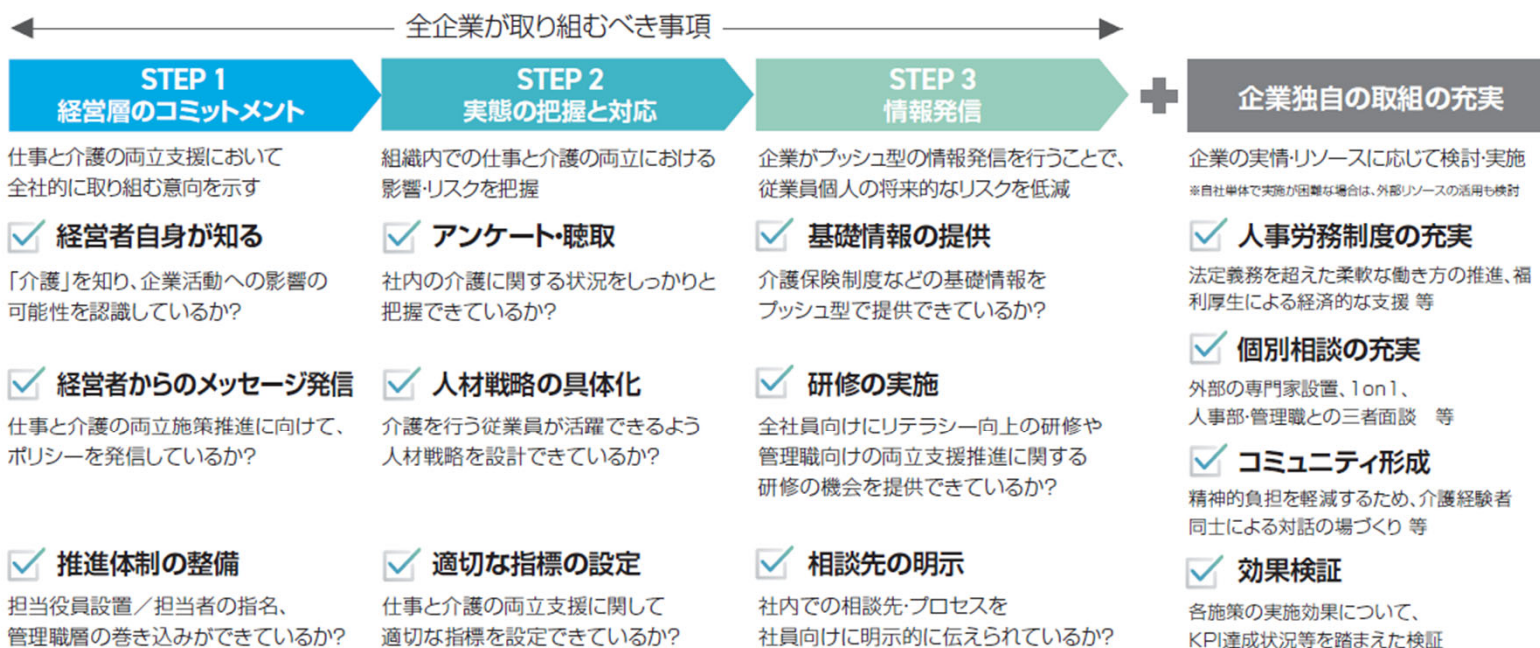 全企業が取り組むべき事項
STEP 1
経営層のコミットメント
仕事と介護の両立支援において
全社的に取り組む意向を示す
経営者自身が知る
「介護」を知り、企業活動への影響の
可能性を認識しているか?
経営者からのメッセージ発信
仕事と介護の両立施策推進に向けて、
ポリシーを発信しているか?
推進体制の整備
担当役員設置／担当者の指名、
管理職層の巻き込みができているか?
STEP 2
実態の把握と対応
組織内での仕事と介護の両立における
影響・リスクを把握
アンケート・聴取
社内の介護に関する状況をしっかりと
把握できているか?
人材戦略の具体化
介護を行う従業員が活躍できるよう
人材戦略を設計できているか?
適切な指標の設定
仕事と介護の両立支援に関して
適切な指標を設定できているか?
STEP 3
情報発信
企業がプッシュ型の情報発信を行うことで、
従業員個人の将来的なリスクを低減
基礎情報の提供
介護保険制度などの基礎情報を
プッシュ型で提供できているか?
研修の実施
全社員向けにリテラシー向上の研修や
管理職向けの両立支援推進に関する
研修の機会を提供できているか?
相談先の明示
社内での相談先・プロセスを
社員向けに明示的に伝えられているか?
企業独自の取組の充実
企業の実情・リソースに応じて検討・実施
※自社単体で実施が困難な場合は、外部リソースの活用も検討
人事労務制度の充実
法定義務を超えた柔軟な働き方の推進、福
利厚生による経済的な支援 等
個別相談の充実
外部の専門家設置、1on1、
人事部・管理職との三者面談 等
コミュニティ形成
精神的負担を軽減するため、介護経験者
同士による対話の場づくり 等
効果検証
各施策の実施効果について、
KPI達成状況等を踏まえた検証